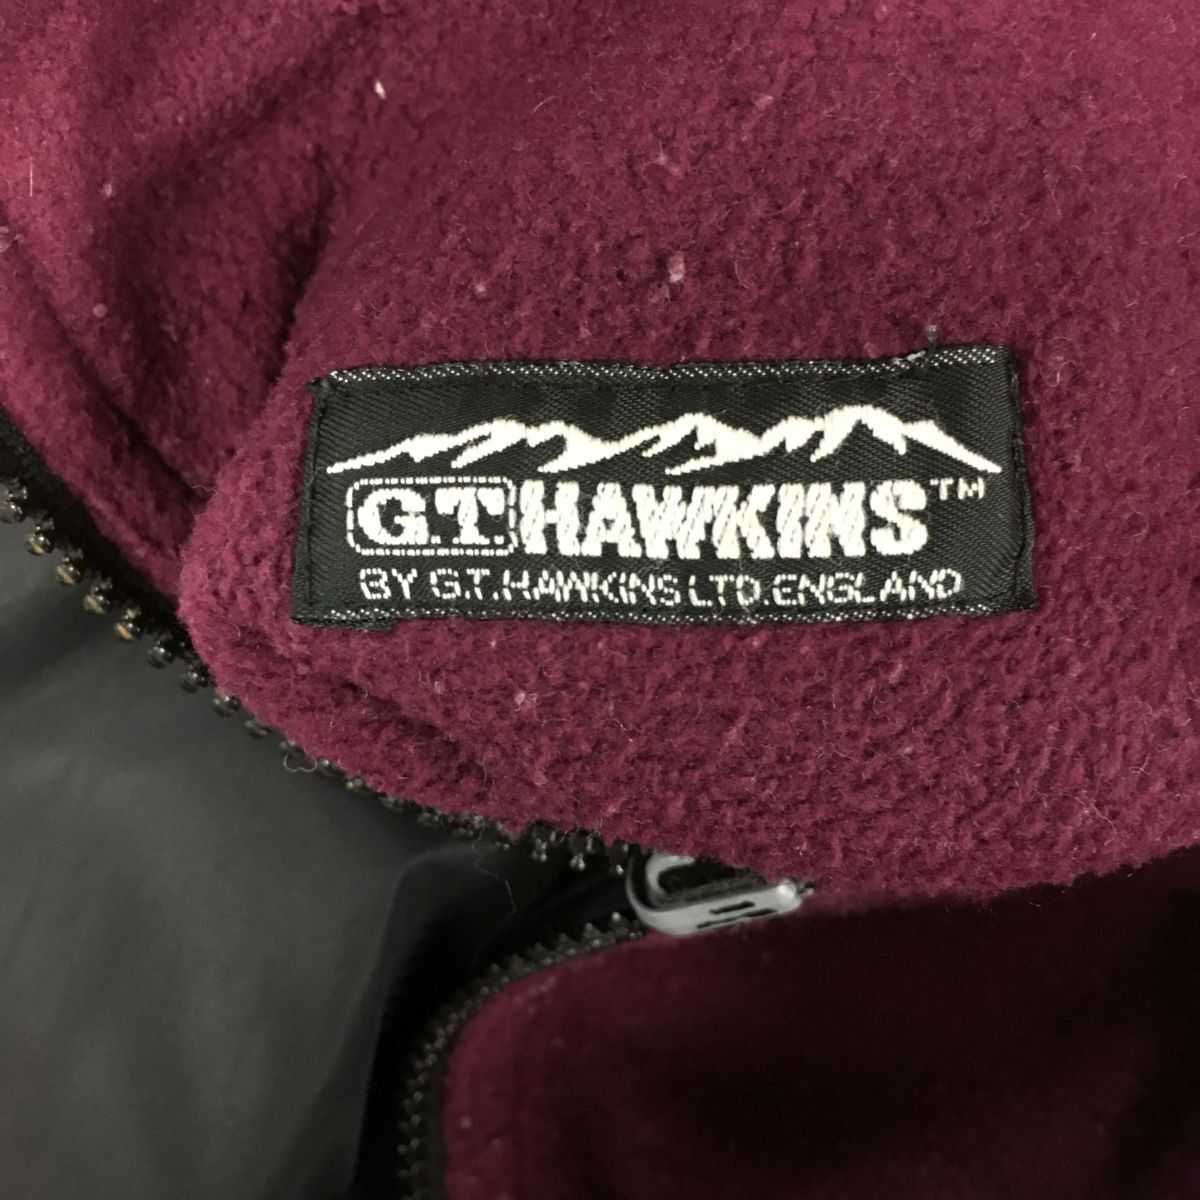 G.T. HAWKINS™
BY G.T. HAWKINS LTD. ENGLAND